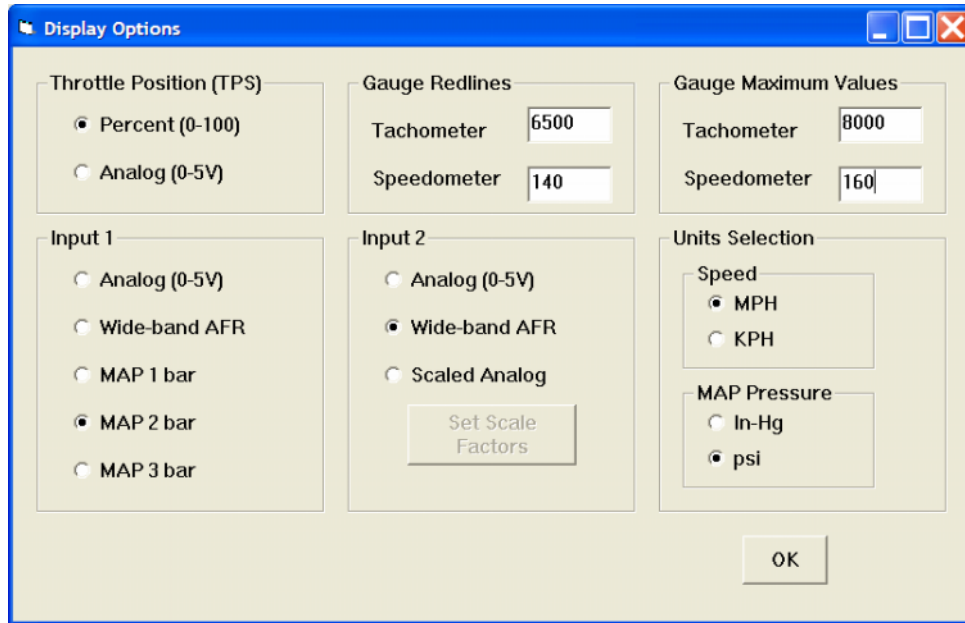 Display Options
Throttle Position (TPS)
Percent (0-100)
Analog (0-5V)
Gauge Redlines
Tachometer 6500
Speedometer 140
Gauge Maximum Values
Tachometer 8000
Speedometer 160
Input 1
Analog (0-5V)
Wide-band AFR
MAP 1 bar
MAP 2 bar
MAP 3 bar
Input 2
Analog (0-5V)
Wide-band AFR
Scaled Analog
Set Scale
Factors
Units Selection
Speed
MPH
KPH
MAP Pressure
In-Hg
psi
OK